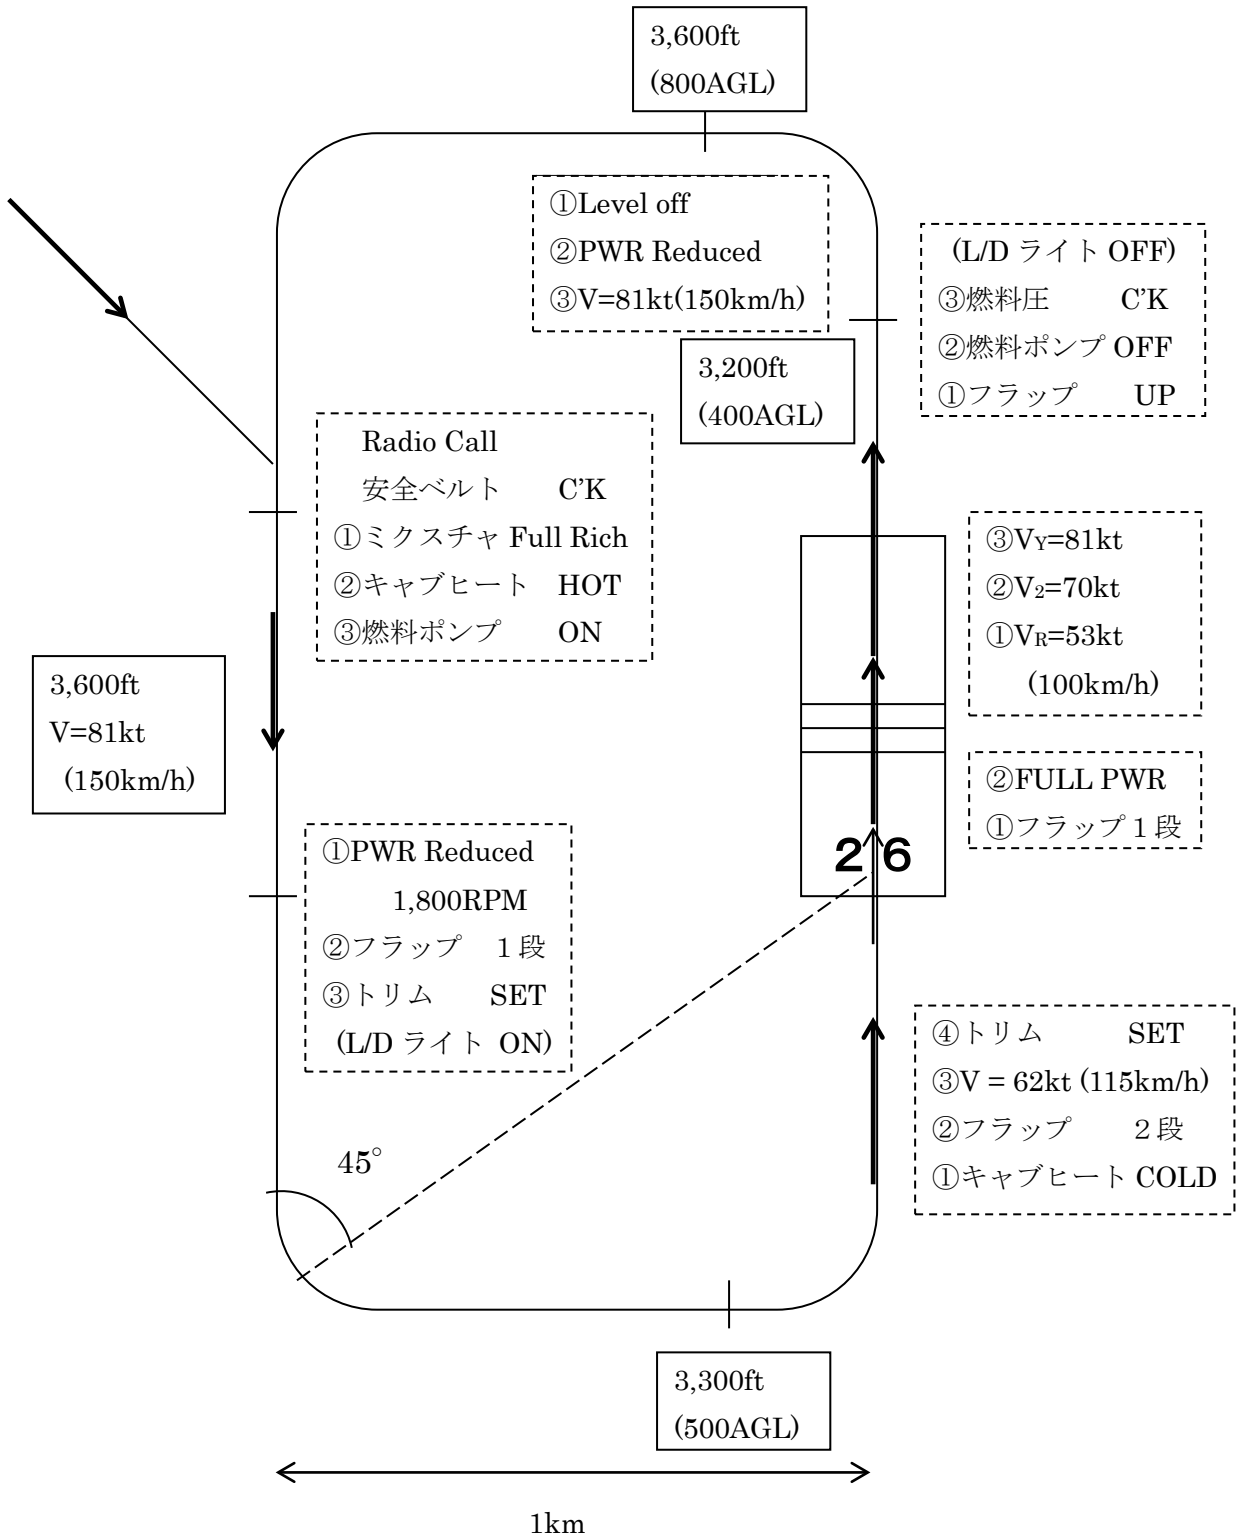 3,600ft
(800AGL)
①Level off
②PWR Reduced
③V=81kt(150km/h)
(L/D ライト OFF)
③燃料圧 C'K
②燃料ポンプ OFF
①フラップ UP
3,200ft
(400AGL)
Radio Call
安全ベルト C'K
①ミクスチャ Full Rich
②キャブヒート HOT
③燃料ポンプ ON
③VY=81kt
②V2=70kt
①VR=53kt
(100km/h)
3,600ft
V=81kt
(150km/h)
②FULL PWR
①フラップ１段
26
①PWR Reduced
1,800RPM
②フラップ １段
③トリム SET
(L/D ライト ON)
④トリム SET
③V = 62kt (115km/h)
②フラップ ２段
①キャブヒート COLD
45°
3,300ft
(500AGL)
1km